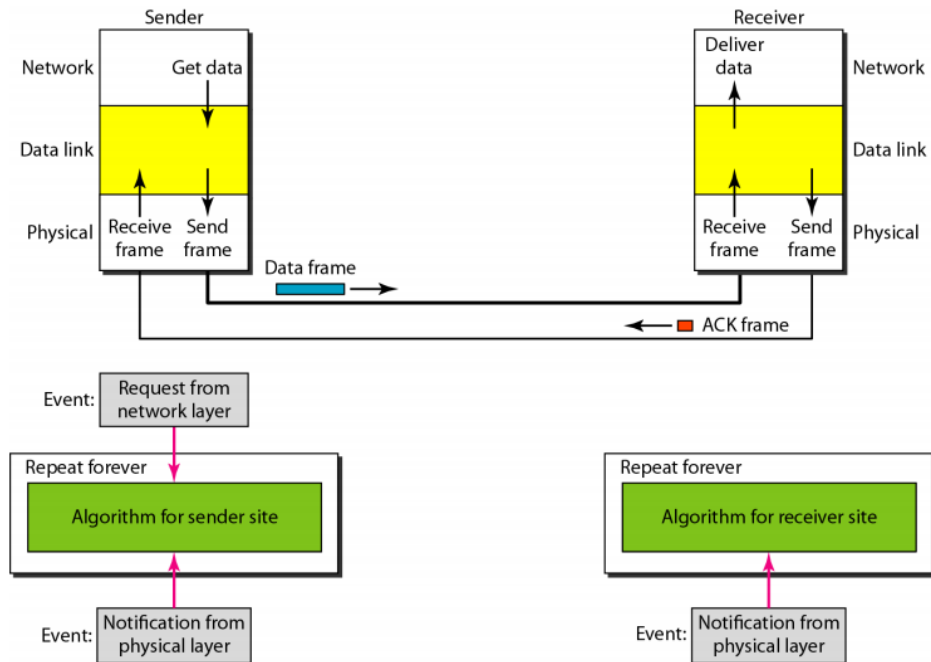 Sender
Receiver
Network
Get data
Deliver
data
Network
Data link
Data link
Physical
Receive
frame
Send
frame
Receive
frame
Send
frame
Physical
Data frame
ACK frame
Event:
Request from
network layer
Repeat forever
Algorithm for sender site
Repeat forever
Algorithm for receiver site
Event:
Notification from
physical layer
Event:
Notification from
physical layer